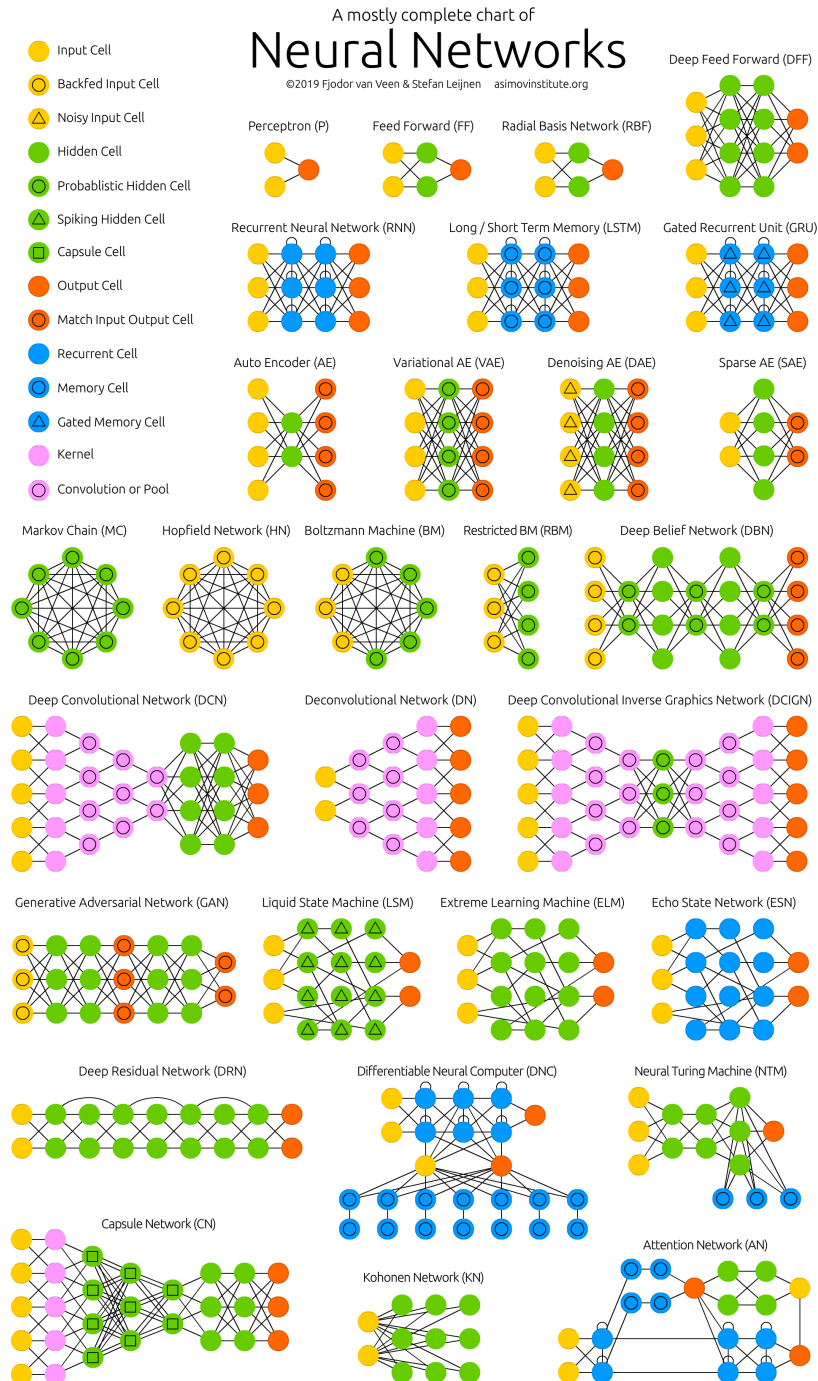 A mostly complete chart of
Neural Networks
©2019 Fjodor van Veen & Stefan Leijnen asimovinstitute.org
Input Cell
Backfed Input Cell
Noisy Input Cell
Hidden Cell
Probablistic Hidden Cell
Spiking Hidden Cell
Capsule Cell
Output Cell
Match Input Output Cell
Recurrent Cell
Memory Cell
Gated Memory Cell
Kernel
Convolution or Pool
Deep Feed Forward (DFF)
Perceptron (P)
Feed Forward (FF)
Radial Basis Network (RBF)
Recurrent Neural Network (RNN)
Long / Short Term Memory (LSTM)
Gated Recurrent Unit (GRU)
Auto Encoder (AE)
Variational AE (VAE)
Denoising AE (DAE)
Sparse AE (SAE)
Markov Chain (MC)
Hopfield Network (HN)
Boltzmann Machine (BM)
Restricted BM (RBM)
Deep Belief Network (DBN)
Deep Convolutional Network (DCN)
Deconvolutional Network (DN)
Deep Convolutional Inverse Graphics Network (DCIGN)
Generative Adversarial Network (GAN)
Liquid State Machine (LSM)
Extreme Learning Machine (ELM)
Echo State Network (ESN)
Deep Residual Network (DRN)
Differentiable Neural Computer (DNC)
Neural Turing Machine (NTM)
Capsule Network (CN)
Kohonen Network (KN)
Attention Network (AN)